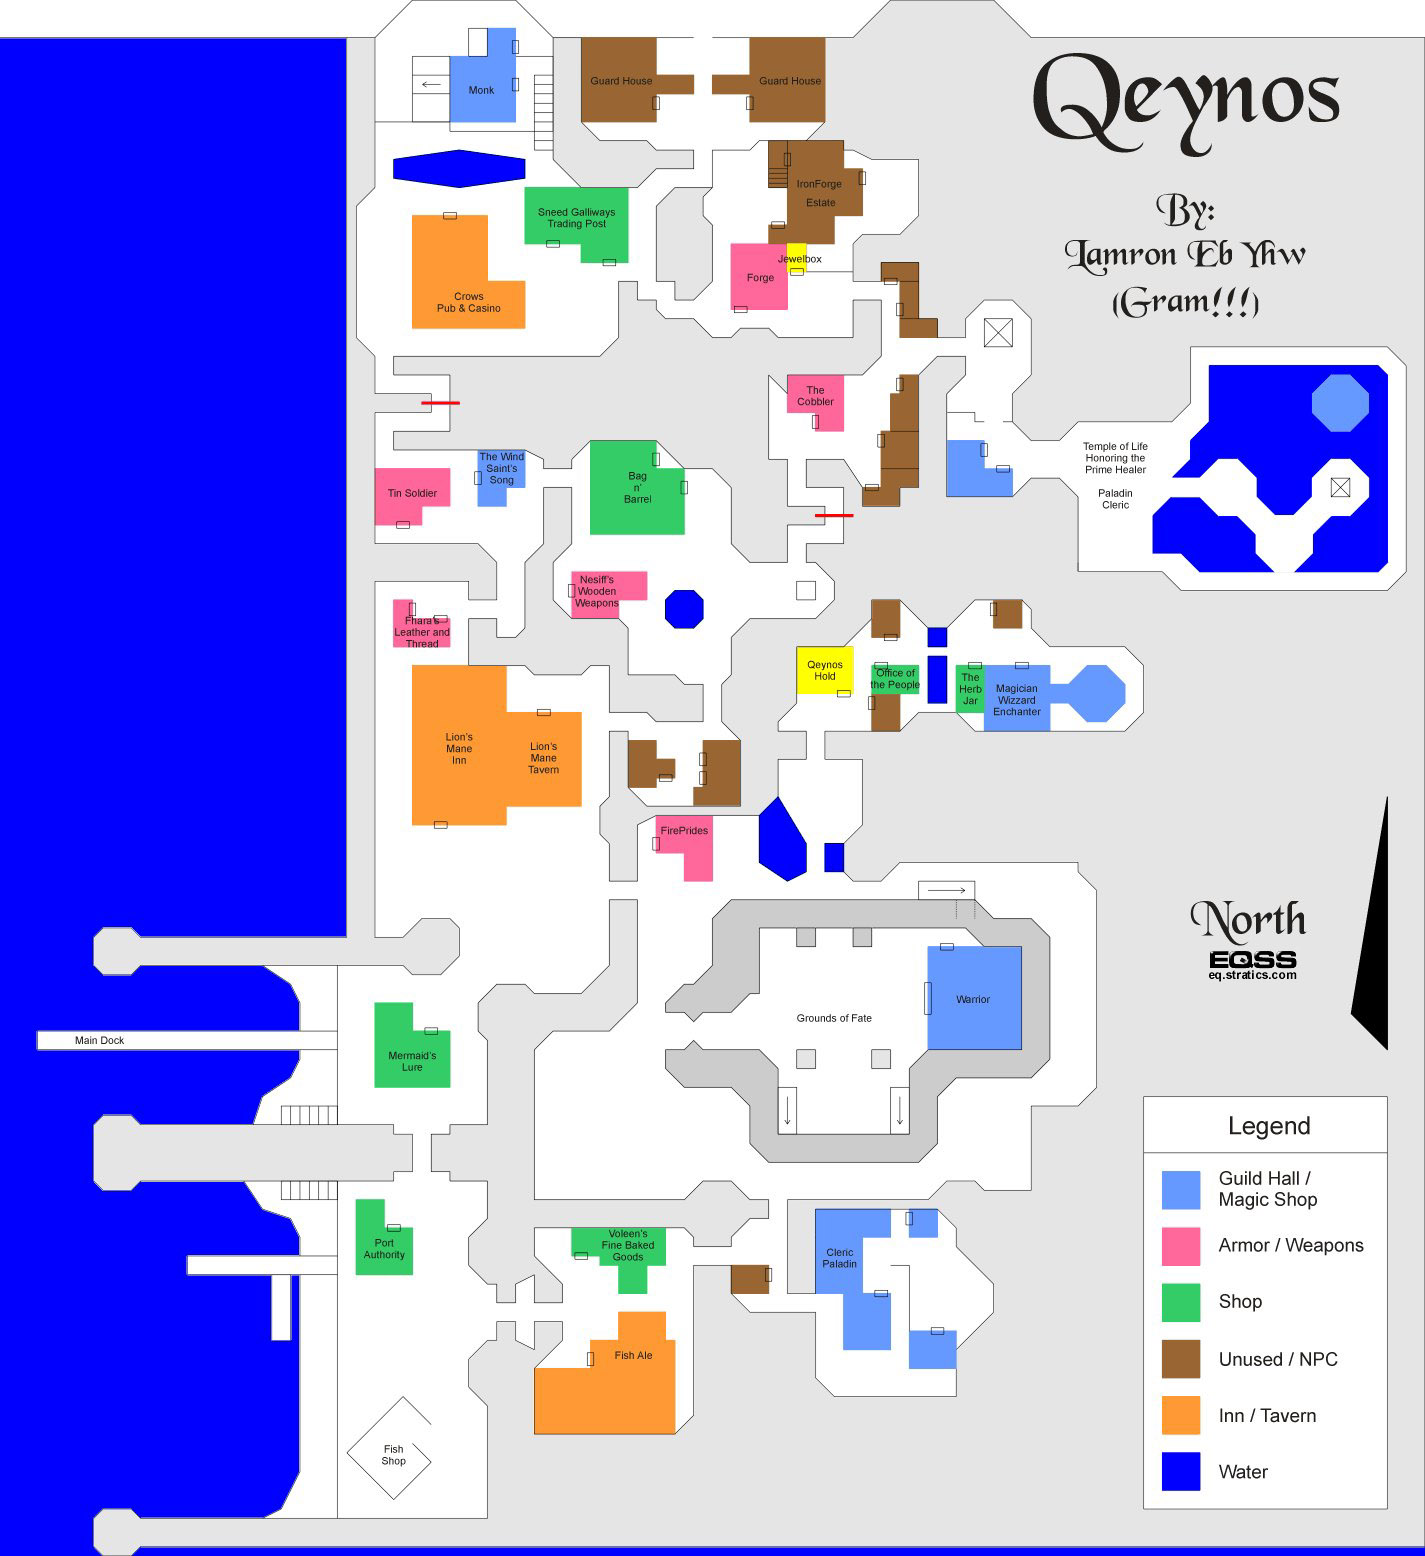 Qeynos
By:
Lamron Eb Yhw
(Gram!!!)
Monk
Guard House
Guard House
IronForge
Estate
Sneed Galliways
Trading Post
Jewelbox
Forge
Crows
Pub & Casino
The
Cobbler
Temple of Life
Honoring the
Prime Healer
Paladin
Cleric
The Wind
Saint's
Song
Tin Soldier
Bag
n'
Barrel
Nesiff's
Wooden
Weapons
Fhara's
Leather and
Thread
Qeynos
Hold
Office of
the People
The
Herb
Jar
Magician
Wizzard
Enchanter
Lion's
Mane
Inn
Lion's
Mane
Tavern
FirePrides
North
EQSS
eq.stratics.com
Warrior
Grounds of Fate
Main Dock
Mermaid's
Lure
Port
Authority
Voleen's
Fine Baked
Goods
Cleric
Paladin
Fish Ale
Fish
Shop
Legend
Guild Hall /
Magic Shop
Armor / Weapons
Shop
Unused / NPC
Inn / Tavern
Water